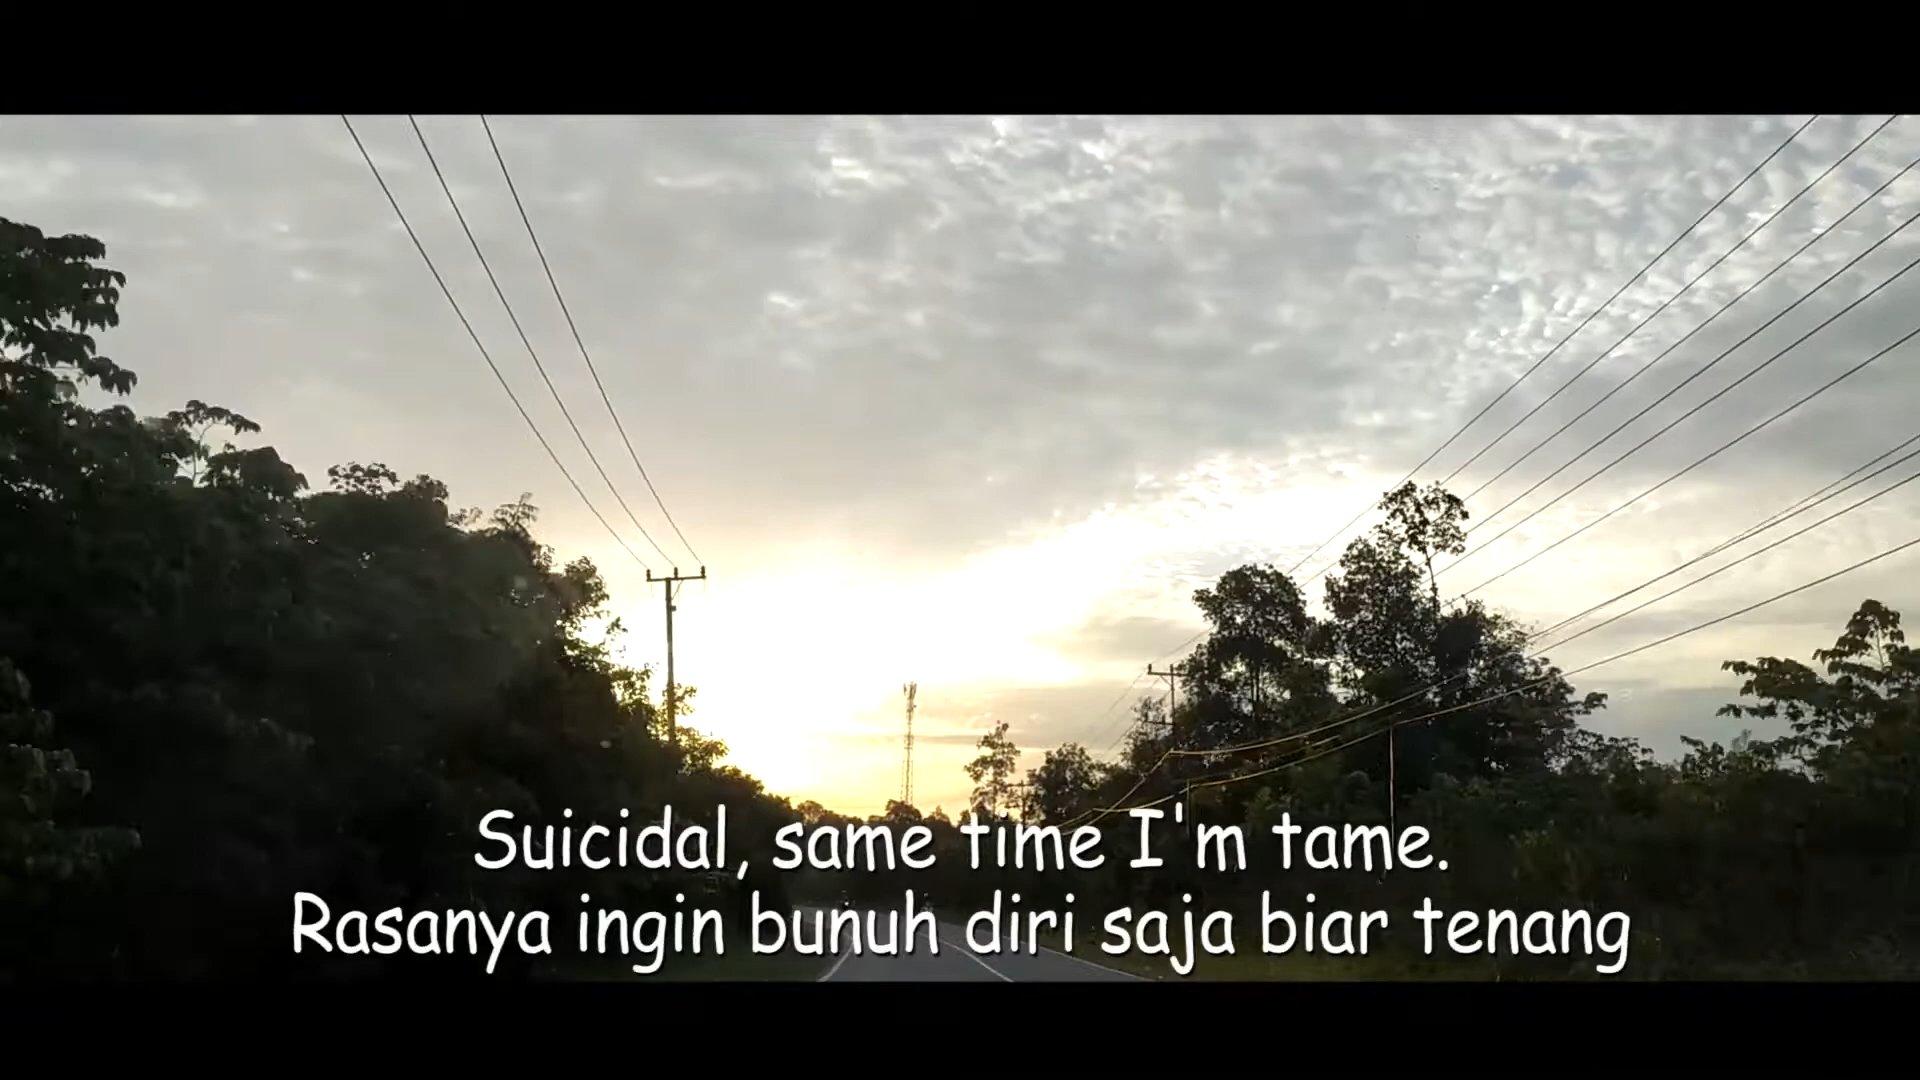 Suicidal, same time I'm tame.
Rasanya ingin bunuh diri saja biar tenang